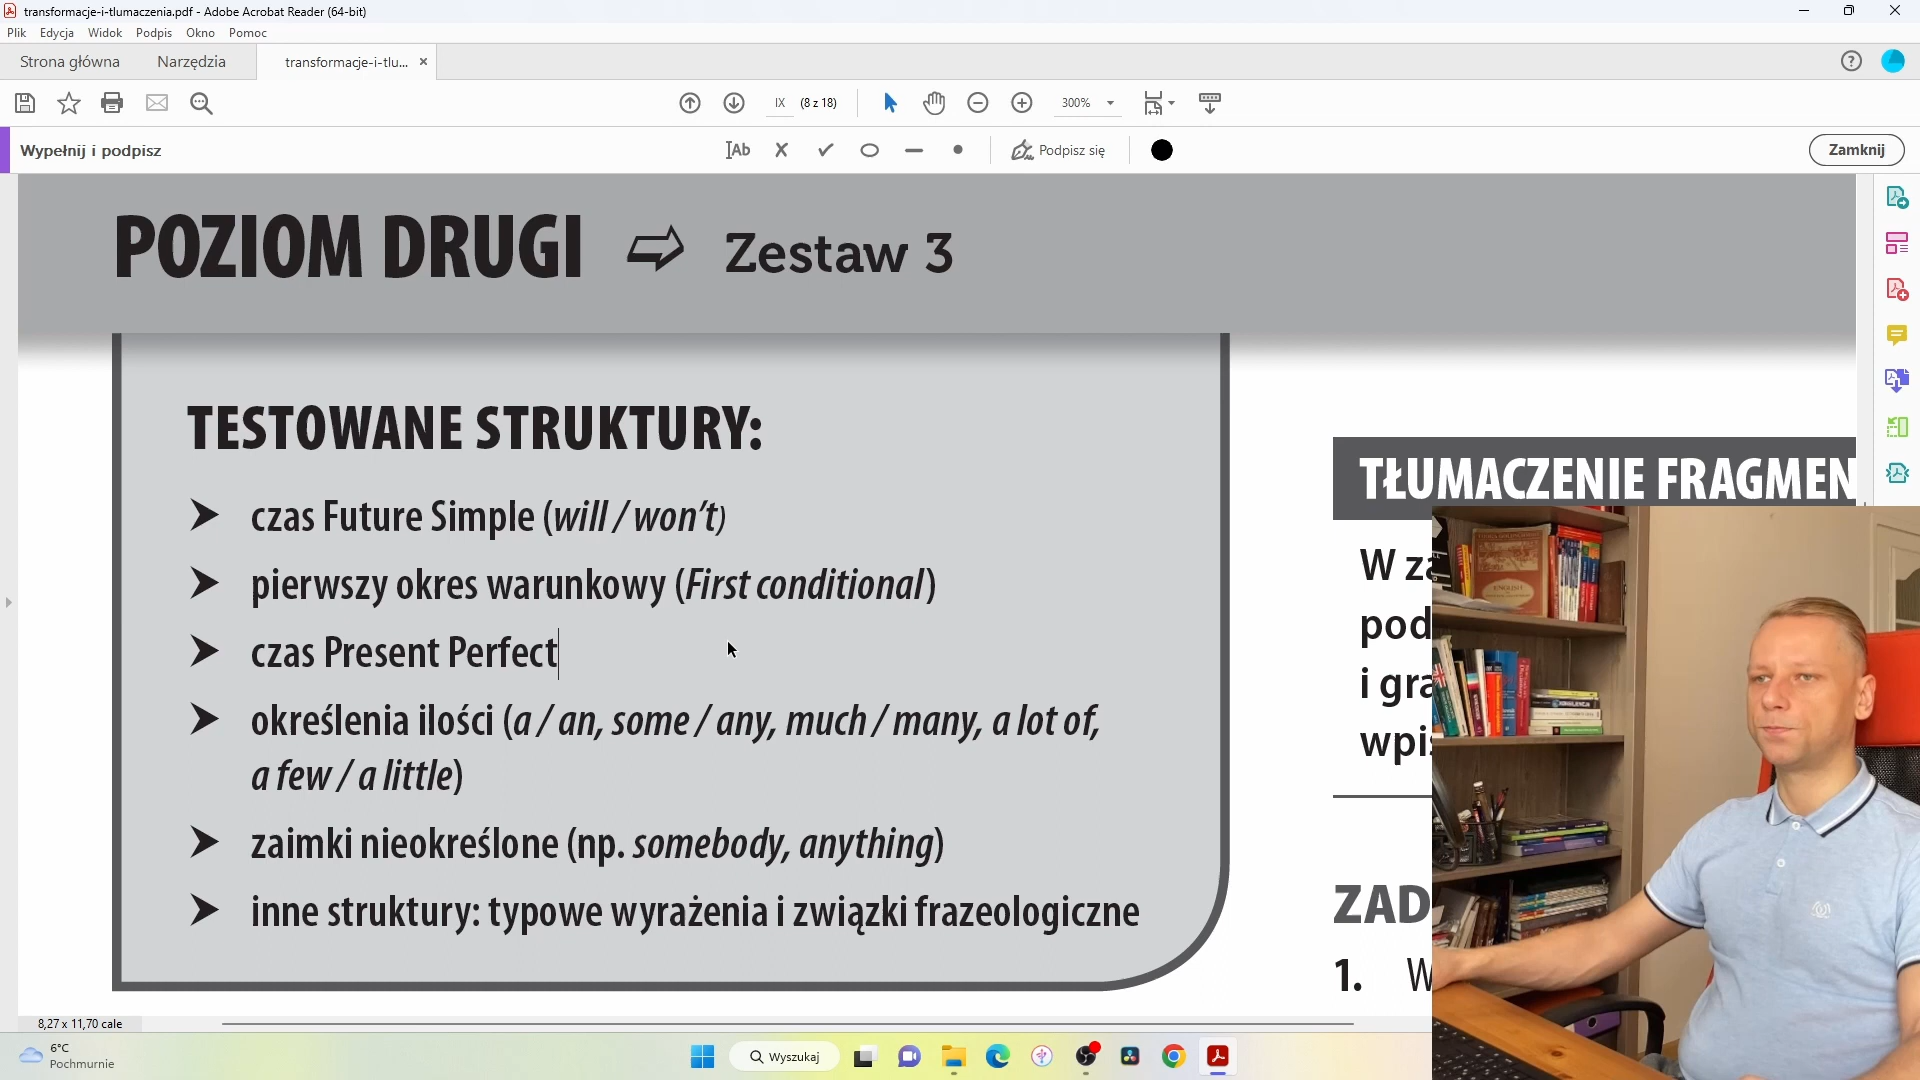 transformacje-i-tlumaczenia.pdf - Adobe Acrobat Reader (64-bit)
Plik Edycja Widok Podpis Okno Pomoc
Strona główna Narzędzia transformacje-i-tlu... ×
IX (8 z 18) 300%
Wypełnij i podpisz
Ab Podpisz się Zamknij
POZIOM DRUGI ⇨ Zestaw 3
TESTOWANE STRUKTURY:
➤ czas Future Simple (will / won't)
➤ pierwszy okres warunkowy (First conditional)
➤ czas Present Perfect
➤ określenia ilości (a / an, some / any, much / many, a lot of,
a few / a little)
➤ zaimki nieokreślone (np. somebody, anything)
➤ inne struktury: typowe wyrażenia i związki frazeologiczne
TŁUMACZENIE FRAGMEN
W za
pod
i gra
wpis
ZAD
1. W
8,27 x 11,70 cale
6°C
Pochmurnie
Wyszukaj